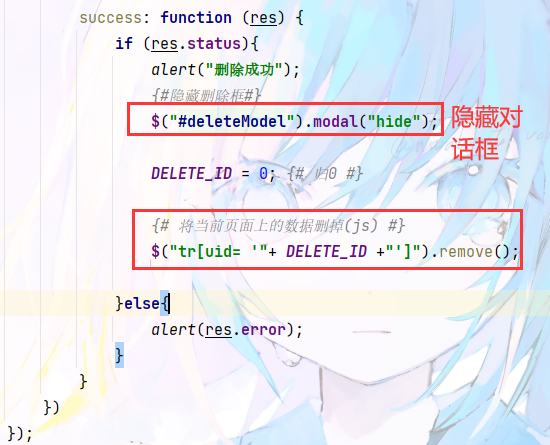 success: function (res) {
if (res.status){
alert("删除成功");
{#隐藏删除框#}
$("#deleteModel").modal("hide");
隐藏对
话框
DELETE_ID = 0; {# 归0 #}
{# 将当前页面上的数据删掉(js) #}
$("tr[uid= '"+ DELETE_ID +"']").remove();
}else{
alert(res.error);
}
}
})
});